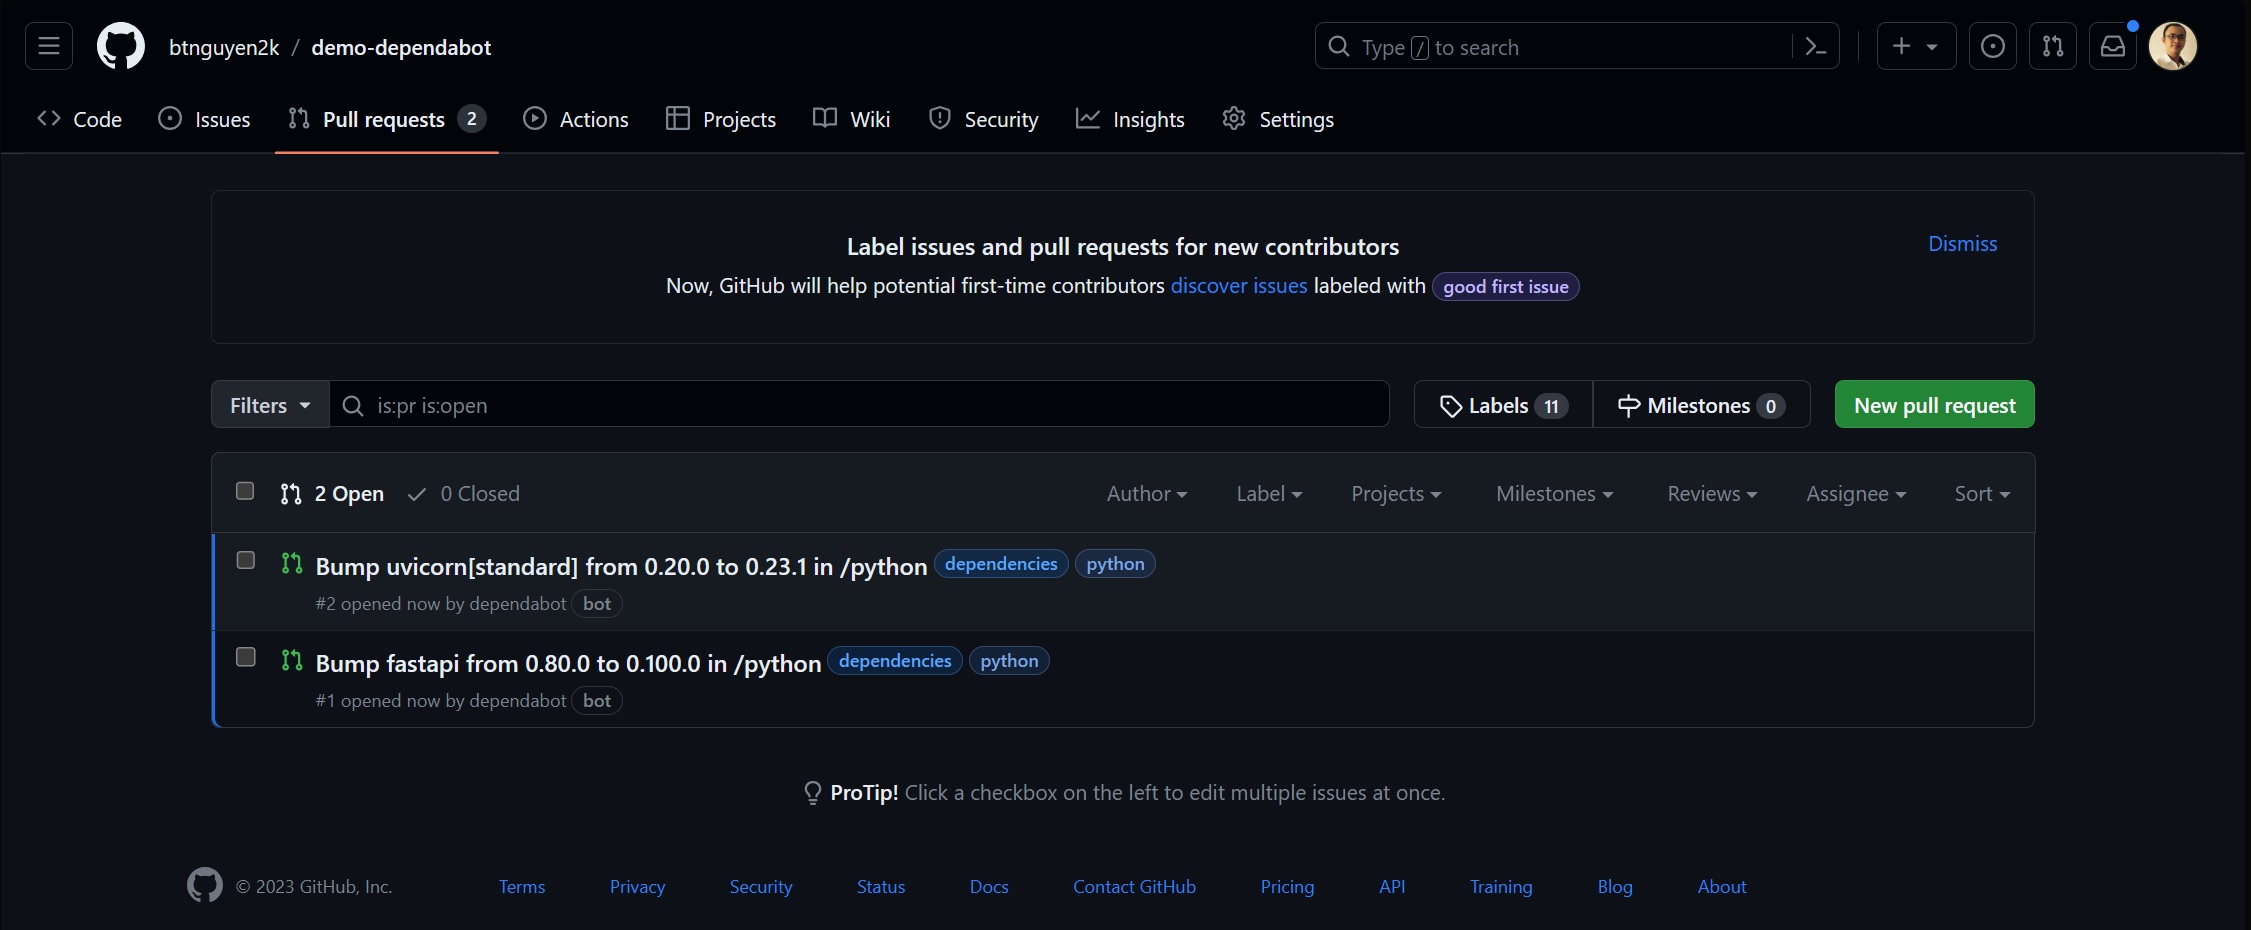 btnguyen2k / demo-dependabot Type / to search
Code Issues Pull requests 2 Actions Projects Wiki Security Insights Settings
Label issues and pull requests for new contributors Dismiss
Now, GitHub will help potential first-time contributors discover issues labeled with good first issue
Filters is:pr is:open Labels 11 Milestones 0 New pull request
2 Open 0 Closed Author Label Projects Milestones Reviews Assignee Sort
Bump uvicorn[standard] from 0.20.0 to 0.23.1 in /python dependencies python
#2 opened now by dependabot bot
Bump fastapi from 0.80.0 to 0.100.0 in /python dependencies python
#1 opened now by dependabot bot
ProTip! Click a checkbox on the left to edit multiple issues at once.
© 2023 GitHub, Inc. Terms Privacy Security Status Docs Contact GitHub Pricing API Training Blog About